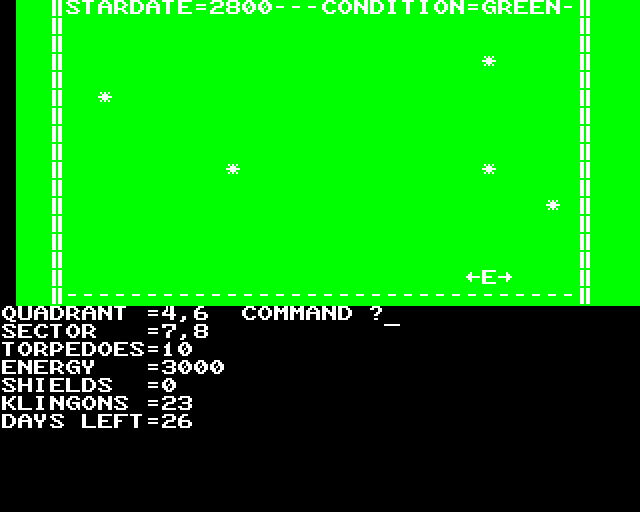 STARDATE=2800---CONDITION=GREEN-
*
*
* *
*
←E→
--------------------------------
QUADRANT =4,6 COMMAND ?_
SECTOR =7,8
TORPEDOES=10
ENERGY =3000
SHIELDS =0
KLINGONS =23
DAYS LEFT=26